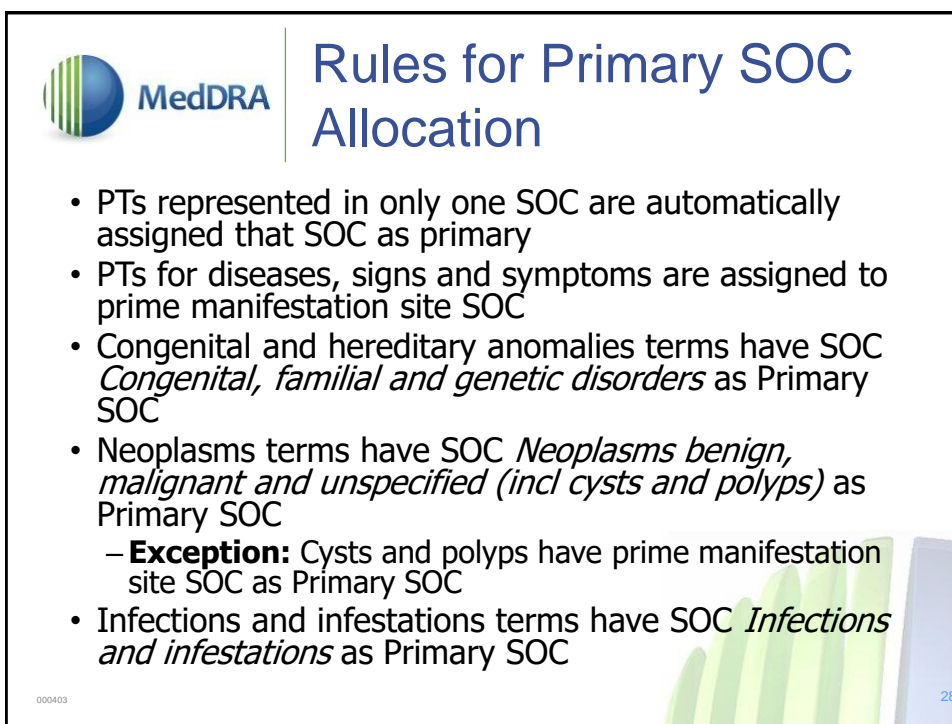 MedDRA
Rules for Primary SOC
Allocation
• PTs represented in only one SOC are automatically
assigned that SOC as primary
• PTs for diseases, signs and symptoms are assigned to
prime manifestation site SOC
• Congenital and hereditary anomalies terms have SOC
Congenital, familial and genetic disorders as Primary
SOC
• Neoplasms terms have SOC Neoplasms benign,
malignant and unspecified (incl cysts and polyps) as
Primary SOC
– Exception: Cysts and polyps have prime manifestation
site SOC as Primary SOC
• Infections and infestations terms have SOC Infections
and infestations as Primary SOC
000403
28